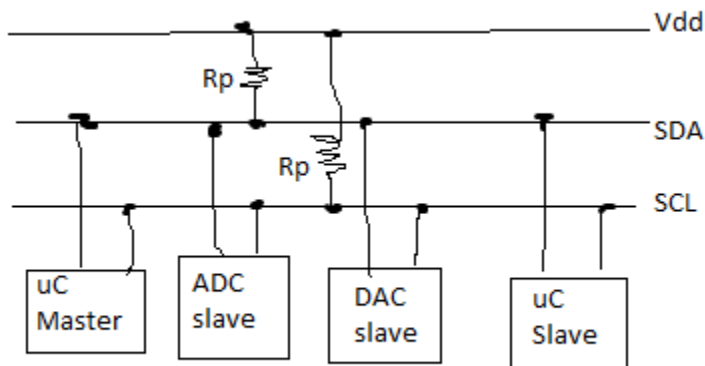 Vdd
Rp
SDA
Rp
SCL
uC
Master
ADC
slave
DAC
slave
uC
Slave